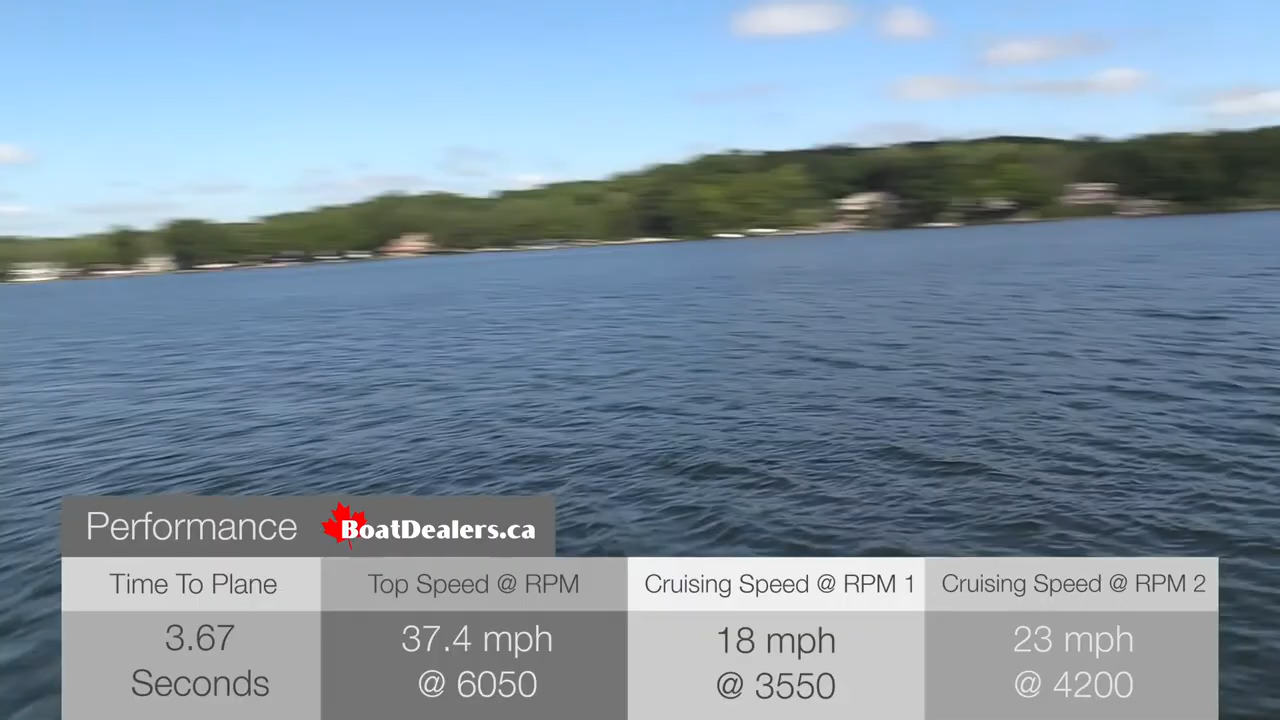 Performance BoatDealers.ca
Time To Plane Top Speed @ RPM Cruising Speed @ RPM 1 Cruising Speed @ RPM 2
3.67 37.4 mph 18 mph 23 mph
Seconds @ 6050 @ 3550 @ 4200